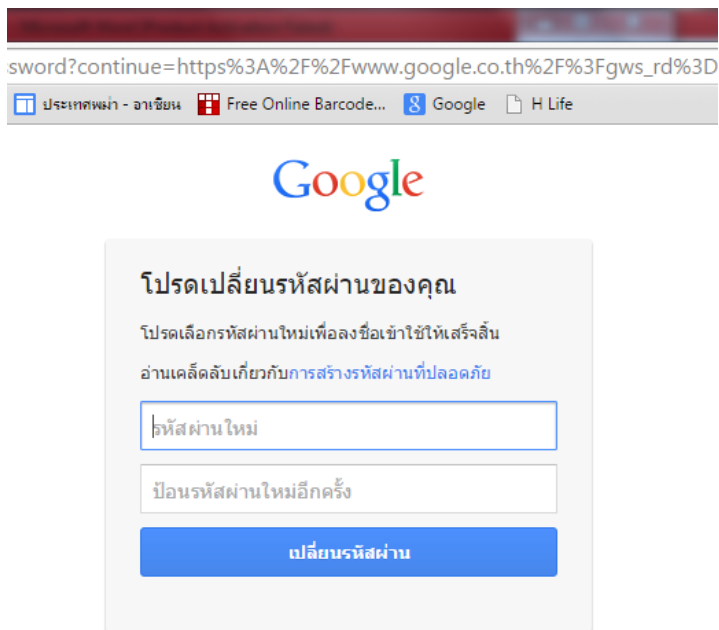 sword?continue=https%3A%2F%2Fwww.google.co.th%2F%3Fgws_rd%3D
ประเทศพม่า - อาเซียน Free Online Barcode... 8 Google H Life
Google
โปรดเปลี่ยนรหัสผ่านของคุณ
โปรดเลือกรหัสผ่านใหม่เพื่อลงชื่อเข้าใช้ให้เสร็จสิ้น
อ่านเคล็ดลับเกี่ยวกับการสร้างรหัสผ่านที่ปลอดภัย
รหัสผ่านใหม่
ป้อนรหัสผ่านใหม่อีกครั้ง
เปลี่ยนรหัสผ่าน